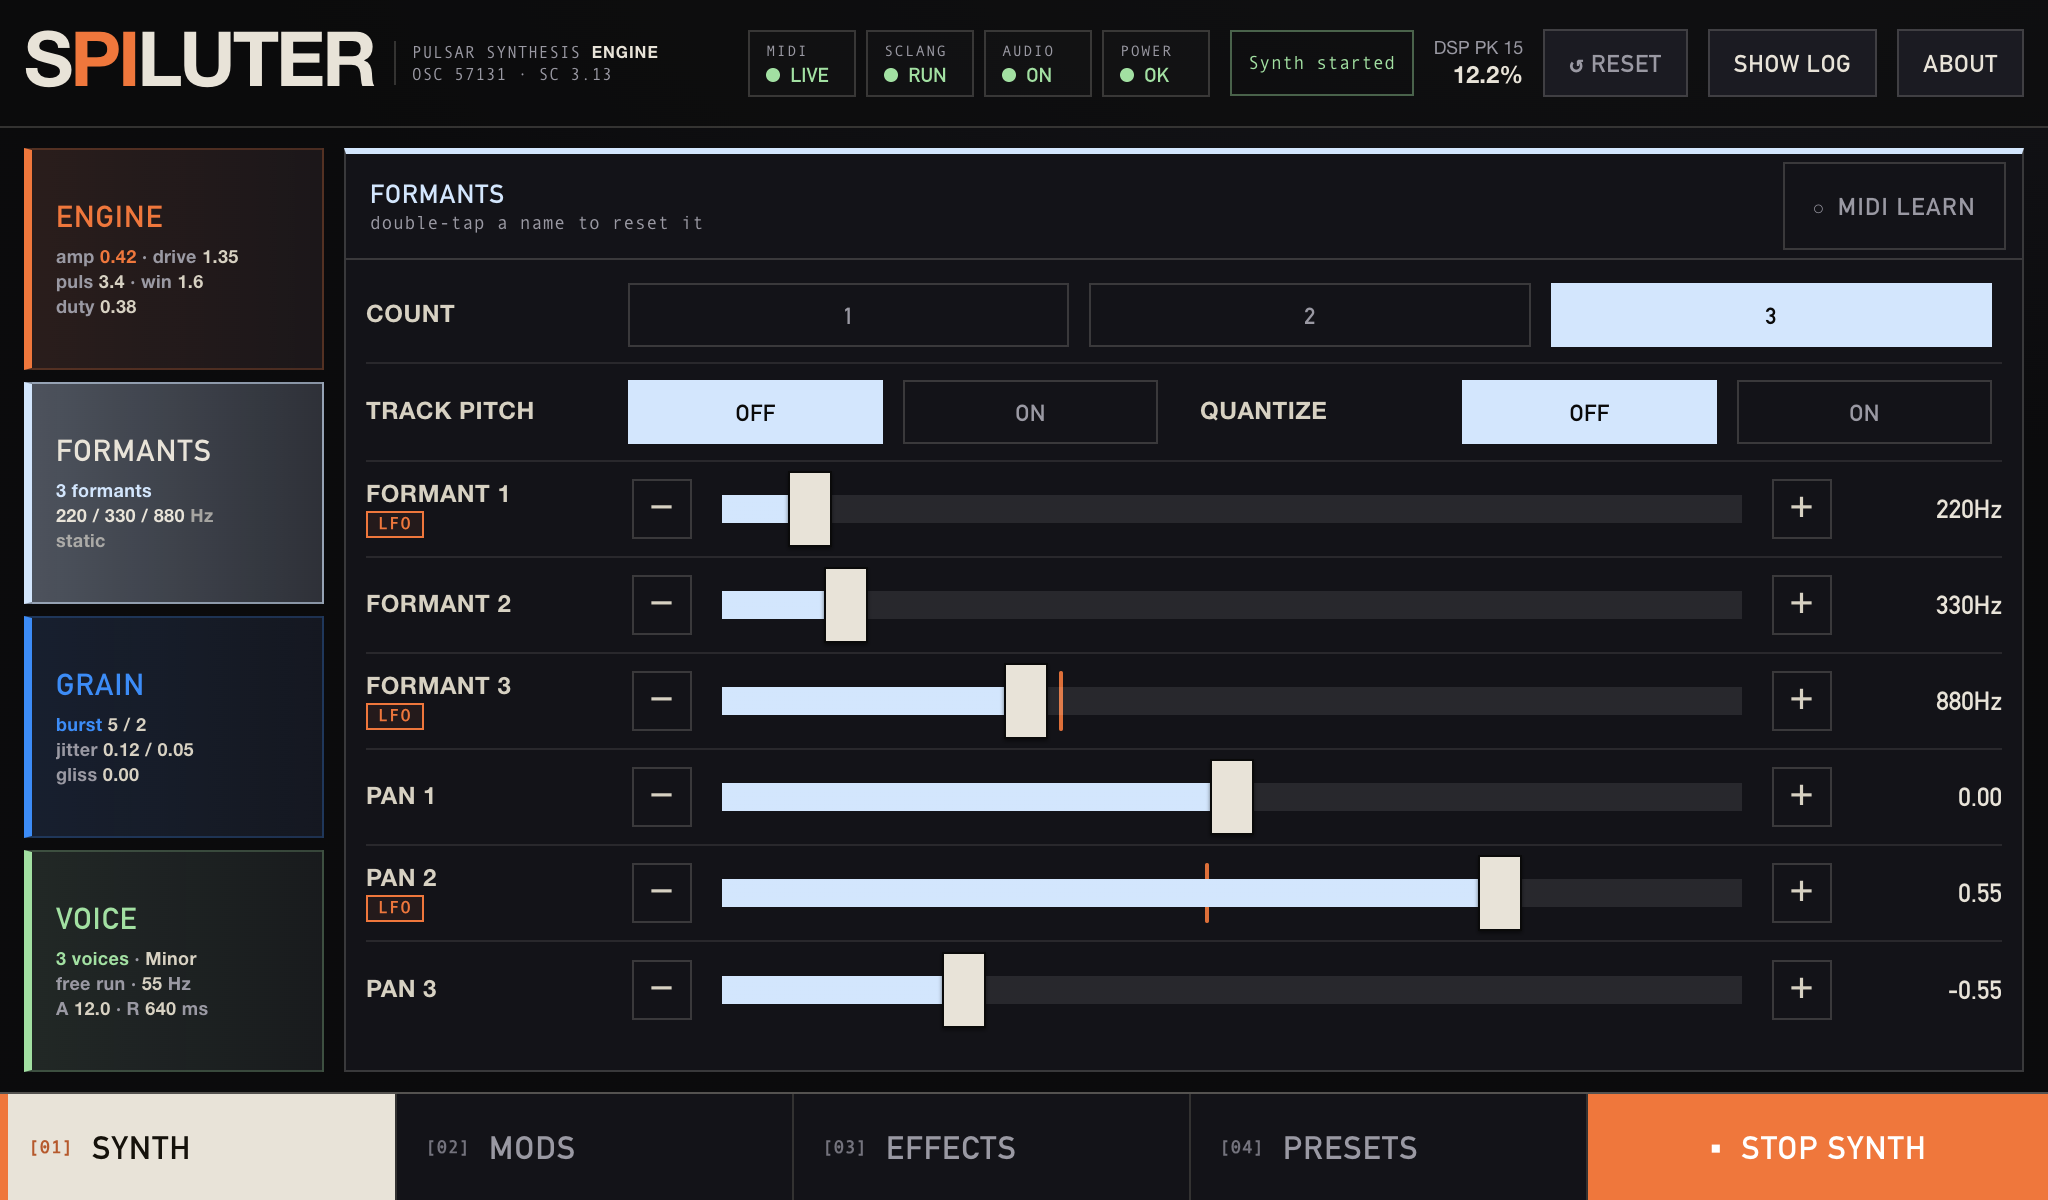 SPILUTER
PULSAR SYNTHESIS ENGINE
OSC 57131 · SC 3.13
MIDI
LIVE
SCLANG
RUN
AUDIO
ON
POWER
OK
Synth started
DSP PK 15
12.2%
↺ RESET
SHOW LOG
ABOUT
ENGINE
amp 0.42 · drive 1.35
puls 3.4 · win 1.6
duty 0.38
FORMANTS
3 formants
220 / 330 / 880 Hz
static
GRAIN
burst 5 / 2
jitter 0.12 / 0.05
gliss 0.00
VOICE
3 voices · Minor
free run · 55 Hz
A 12.0 · R 640 ms
FORMANTS
double-tap a name to reset it
○ MIDI LEARN
COUNT
1
2
3
TRACK PITCH
OFF
ON
QUANTIZE
OFF
ON
FORMANT 1
LFO
−
+
220Hz
FORMANT 2
−
+
330Hz
FORMANT 3
LFO
−
+
880Hz
PAN 1
−
+
0.00
PAN 2
LFO
−
+
0.55
PAN 3
−
+
-0.55
[01] SYNTH
[02] MODS
[03] EFFECTS
[04] PRESETS
▪ STOP SYNTH